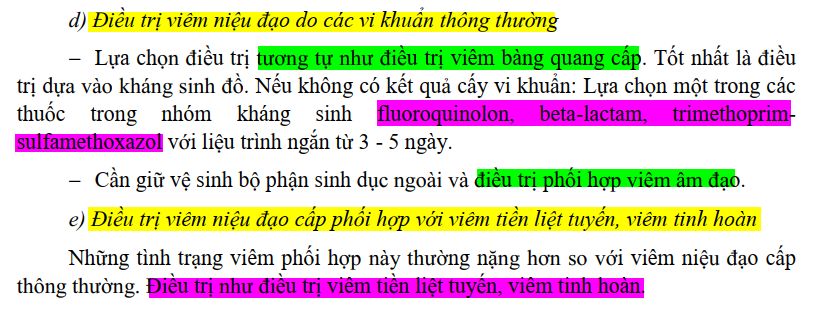 d) Điều trị viêm niệu đạo do các vi khuẩn thông thường
– Lựa chọn điều trị tương tự như điều trị viêm bàng quang cấp. Tốt nhất là điều
trị dựa vào kháng sinh đồ. Nếu không có kết quả cấy vi khuẩn: Lựa chọn một trong các
thuốc trong nhóm kháng sinh fluoroquinolon, beta-lactam, trimethoprim-
sulfamethoxazol với liệu trình ngắn từ 3 - 5 ngày.
– Cần giữ vệ sinh bộ phận sinh dục ngoài và điều trị phối hợp viêm âm đạo.
e) Điều trị viêm niệu đạo cấp phối hợp với viêm tiền liệt tuyến, viêm tinh hoàn
Những tình trạng viêm phối hợp này thường nặng hơn so với viêm niệu đạo cấp
thông thường. Điều trị như điều trị viêm tiền liệt tuyến, viêm tinh hoàn.